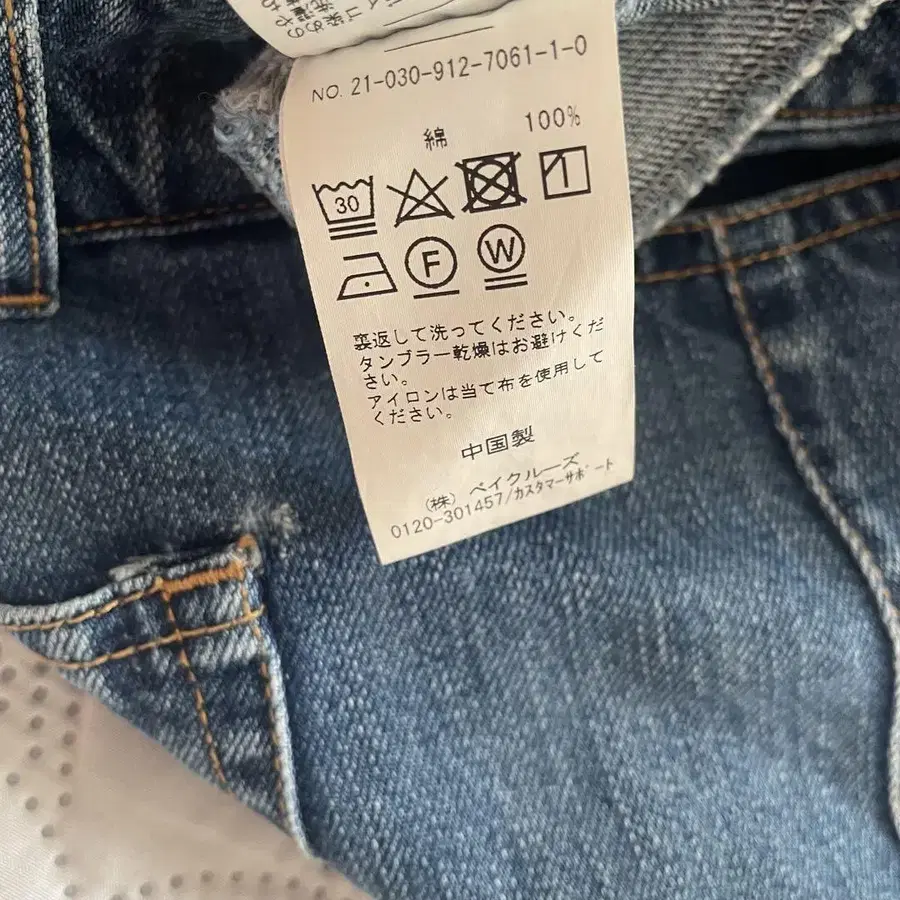 NO. 21-030-912-7061-1-0
綿 100%
30
F W
裏返して洗ってください。
タンブラー乾燥はお避けくだ
さい。
アイロンは当て布を使用して
ください。
中国製
(株) ベイクルーズ
0120-301457/カスタマーサポート